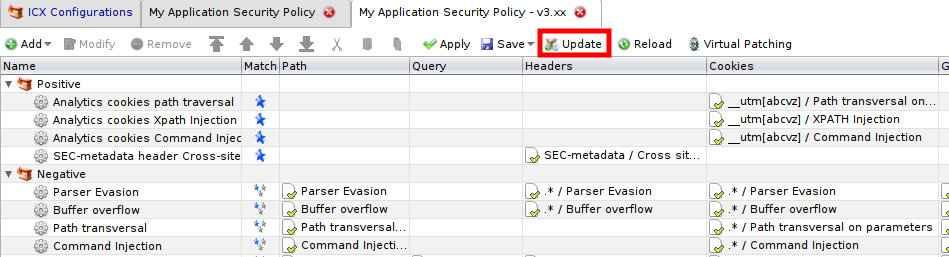 ICX Configurations My Application Security Policy My Application Security Policy - v3.xx
Add Modify Remove Apply Save Update Reload Virtual Patching
Name Match Path Query Headers Cookies G
Positive
Analytics cookies path traversal __utm[abcvz] / Path transversal on...
Analytics cookies Xpath Injection __utm[abcvz] / XPATH Injection
Analytics cookies Command Injec __utm[abcvz] / Command Injection
SEC-metadata header Cross-site SEC-metadata / Cross sit...
Negative
Parser Evasion Parser Evasion .* / Parser Evasion .* / Parser Evasion
Buffer overflow Buffer overflow .* / Buffer overflow .* / Buffer overflow
Path transversal Path transversal... .* / Path transversal on parameters
Command Injection Command Injecti... .* / Command Injection